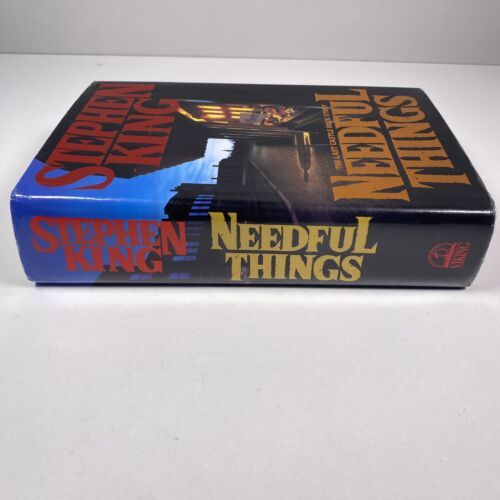 STEPHEN
KING
THE LAST CASTLE ROCK STORY
NEEDFUL
THINGS
STEPHEN
KING
NEEDFUL
THINGS
VIKING